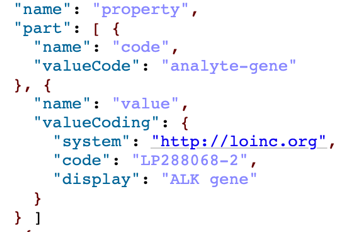 "name": "property",
"part": [ {
"name": "code",
"valueCode": "analyte-gene"
}, {
"name": "value",
"valueCoding": {
"system": "http://loinc.org",
"code": "LP288068-2",
"display": "ALK gene"
}
} ]